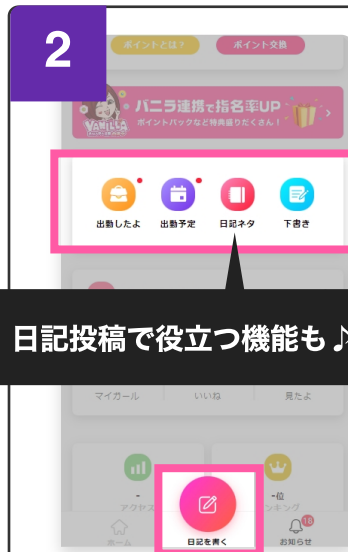 2
ポイントとは?
ポイント交換
バニラ連携で指名率UP
ポイントバックなど特典盛りだくさん!
VANILLA
出勤したよ
出勤予定
日記ネタ
下書き
日記投稿で役立つ機能も♪
マイガール
いいね
見たよ
-
-位
アクセス
ンキング
18
ホーム
日記を書く
お知らせ